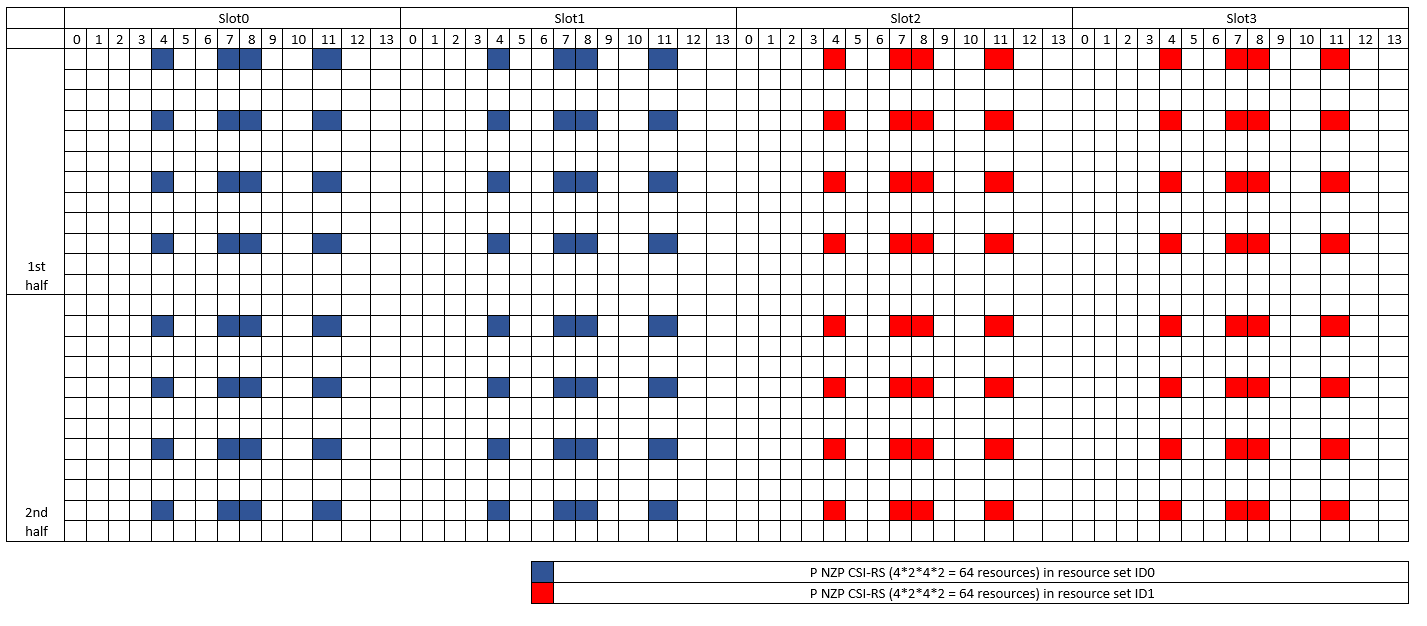 Slot0 Slot1 Slot2 Slot3
0 1 2 3 4 5 6 7 8 9 10 11 12 13 0 1 2 3 4 5 6 7 8 9 10 11 12 13 0 1 2 3 4 5 6 7 8 9 10 11 12 13 0 1 2 3 4 5 6 7 8 9 10 11 12 13
1st
half
2nd
half
P NZP CSI-RS (4*2*4*2 = 64 resources) in resource set ID0
P NZP CSI-RS (4*2*4*2 = 64 resources) in resource set ID1